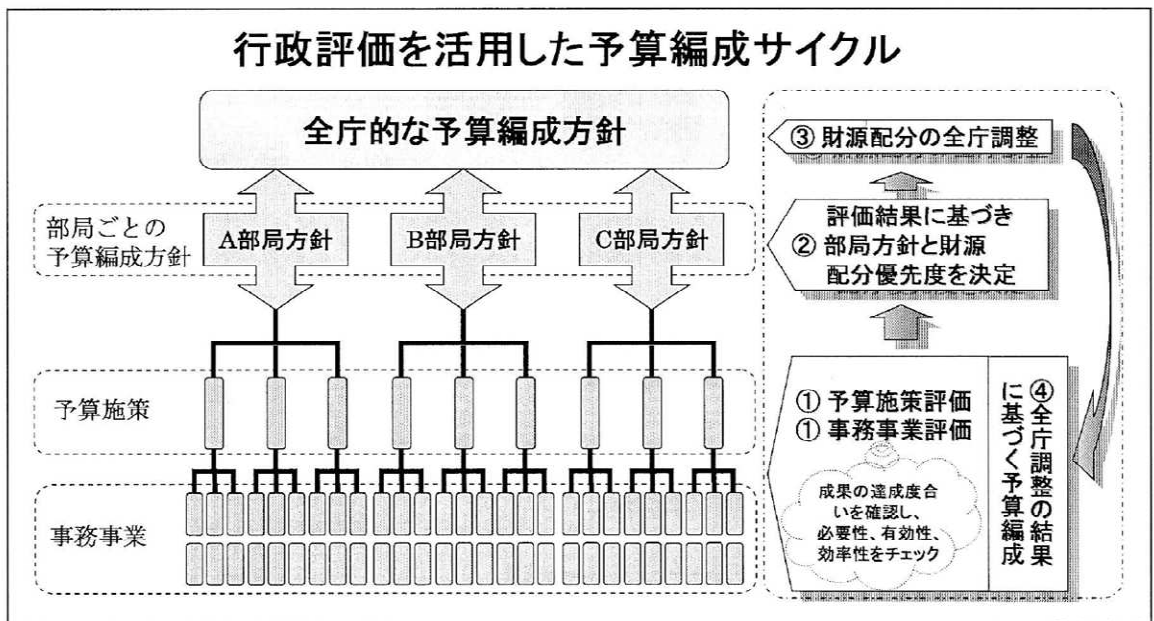 行政評価を活用した予算編成サイクル
全庁的な予算編成方針
部局ごとの
予算編成方針
A部局方針
B部局方針
C部局方針
予算施策
事務事業
③ 財源配分の全庁調整
評価結果に基づき
② 部局方針と財源
配分優先度を決定
① 予算施策評価
① 事務事業評価
成果の達成度合
いを確認し、
必要性、有効性、
効率性をチェック
④全庁調整の結果
に基づく予算編成